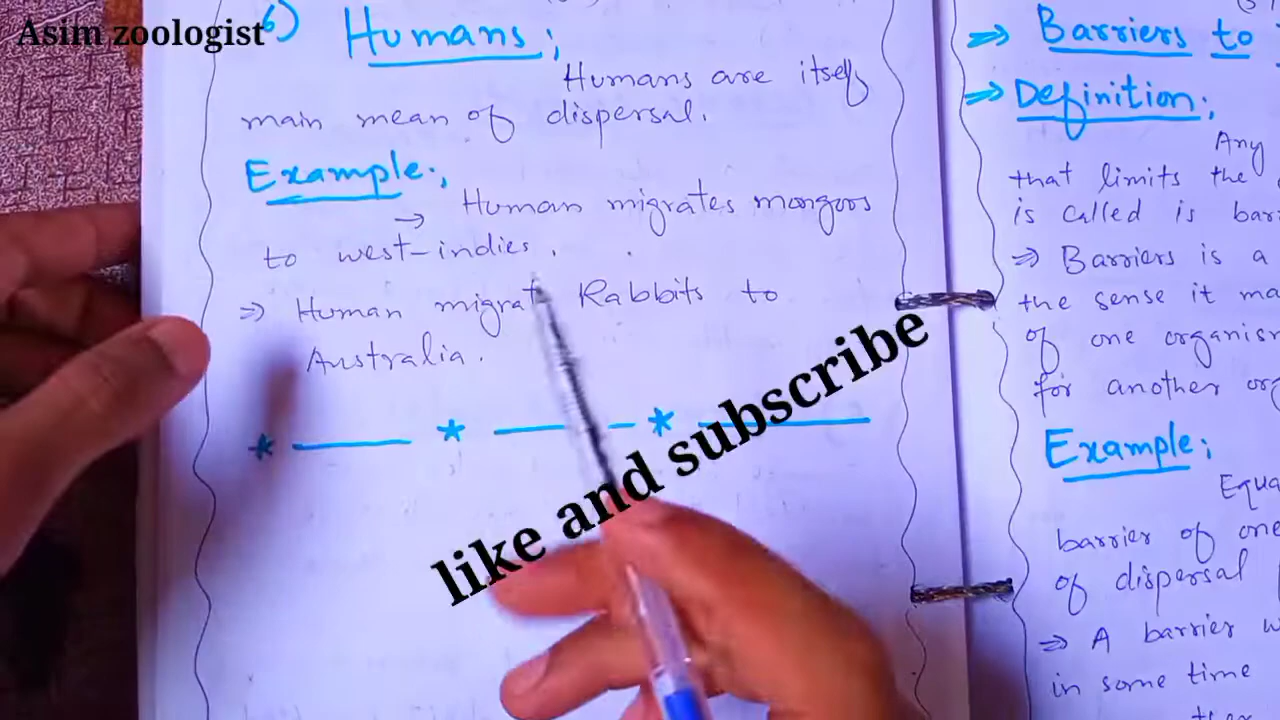 Asim zoologist
6) Humans;
Humans are itself
main mean of dispersal.
Example;
→ Human migrates mongoos
to west-indies.
⇒ Human migrat Rabbits to
Australia.
* —— * —— * ——
like and subscribe
⇒ Barriers to
⇒ Definition;
Any
that limits the
is called is bar
⇒ Barriers is a
the sense it ma
of one organism
for another or
Example;
Equa
barrier of one
of dispersal
⇒ A barrier w
in some time